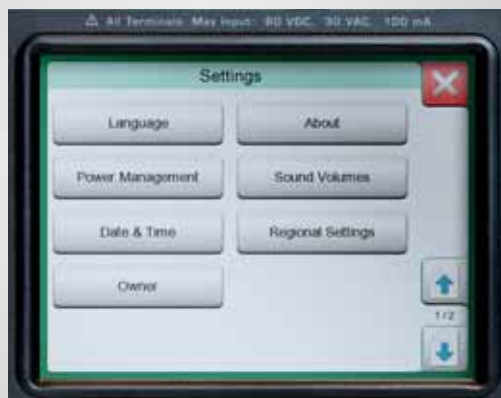 ⚠ All Terminals Max Input: 60 VDC. 30 VAC. 100 mA
Settings
Language
About
Power Management
Sound Volumes
Date & Time
Regional Settings
Owner
1/2